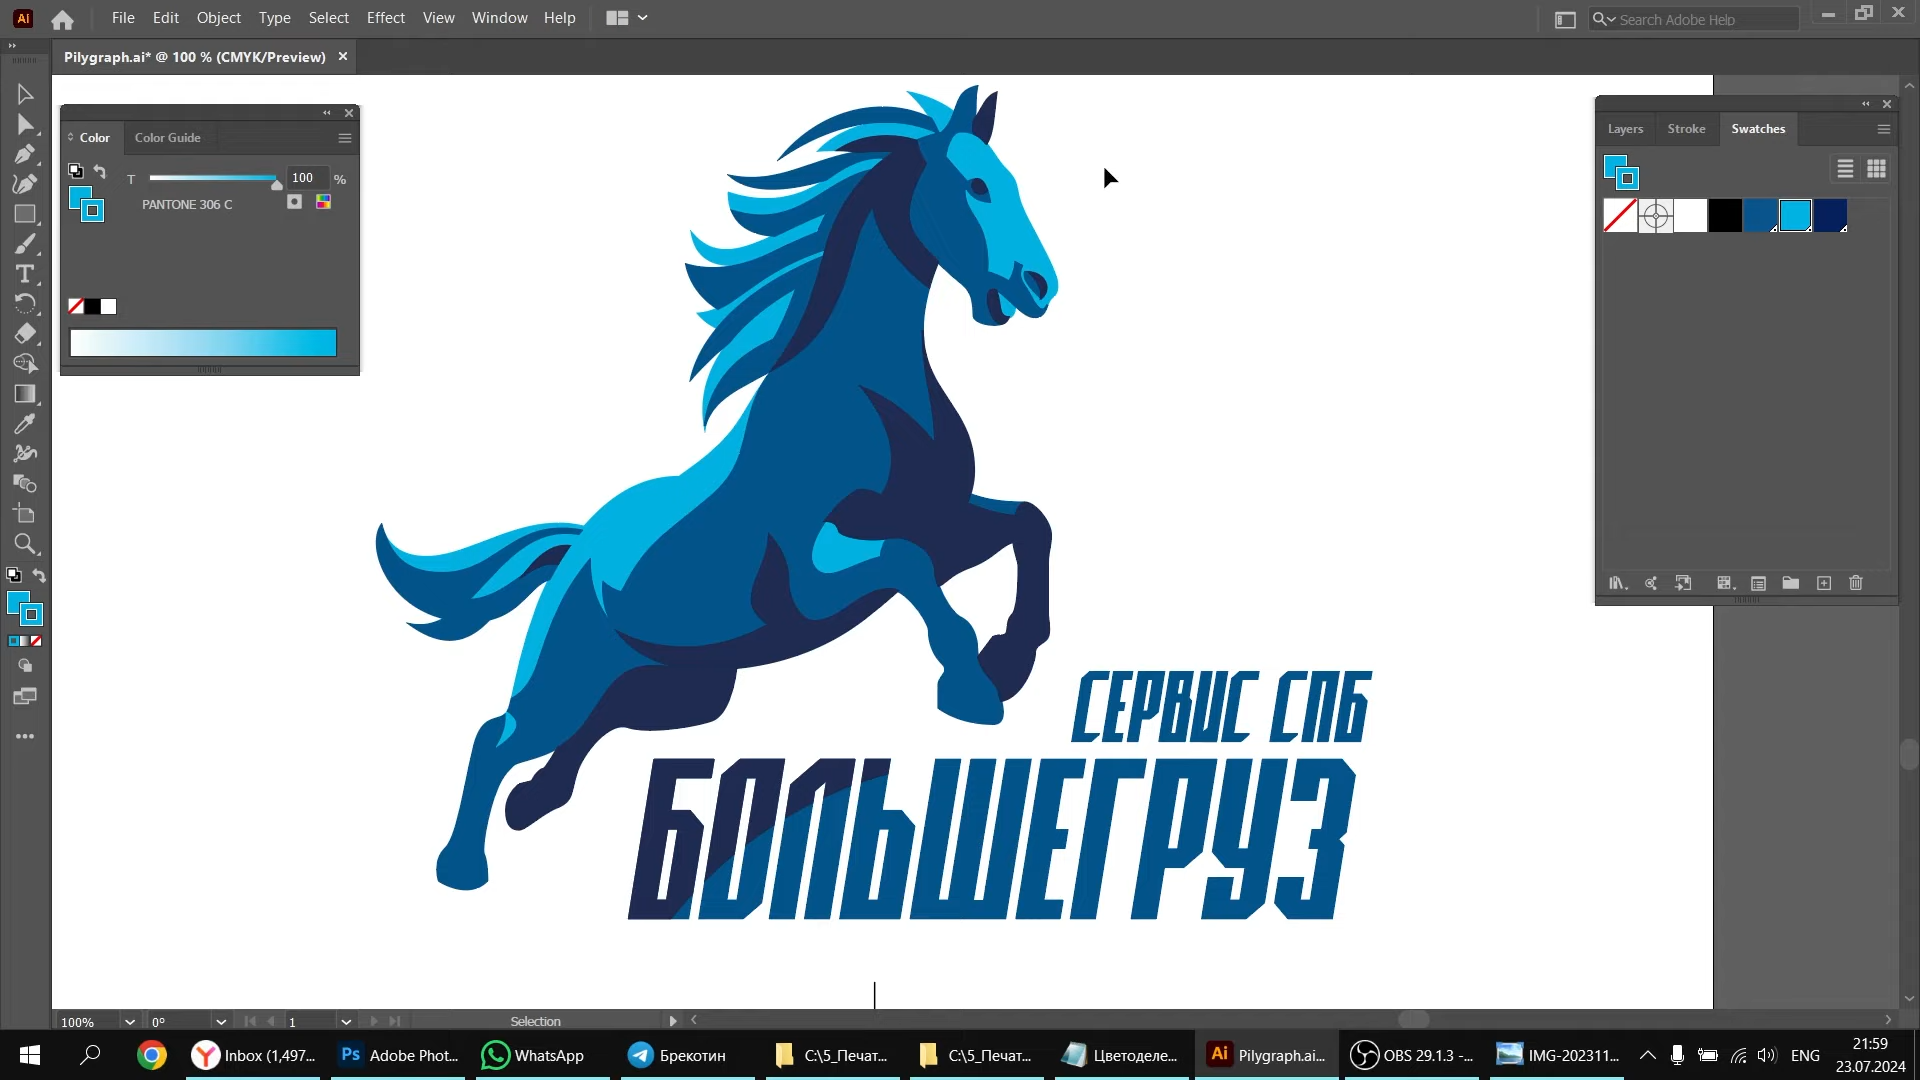 Ai File Edit Object Type Select Effect View Window Help Search Adobe Help
Pilygraph.ai* @ 100 % (CMYK/Preview)
Color Color Guide
T 100 %
PANTONE 306 C
Layers Stroke Swatches
СЕРВИС СПБ
БОЛЬШЕГРУЗ
100% 0° 1 Selection
Inbox (1,497... Ps Adobe Phot... WhatsApp Брекотин C:\5_Печат... C:\5_Печат... Цветоделе... Ai Pilygraph.ai... OBS 29.1.3 -... IMG-202311... ENG 21:59
23.07.2024